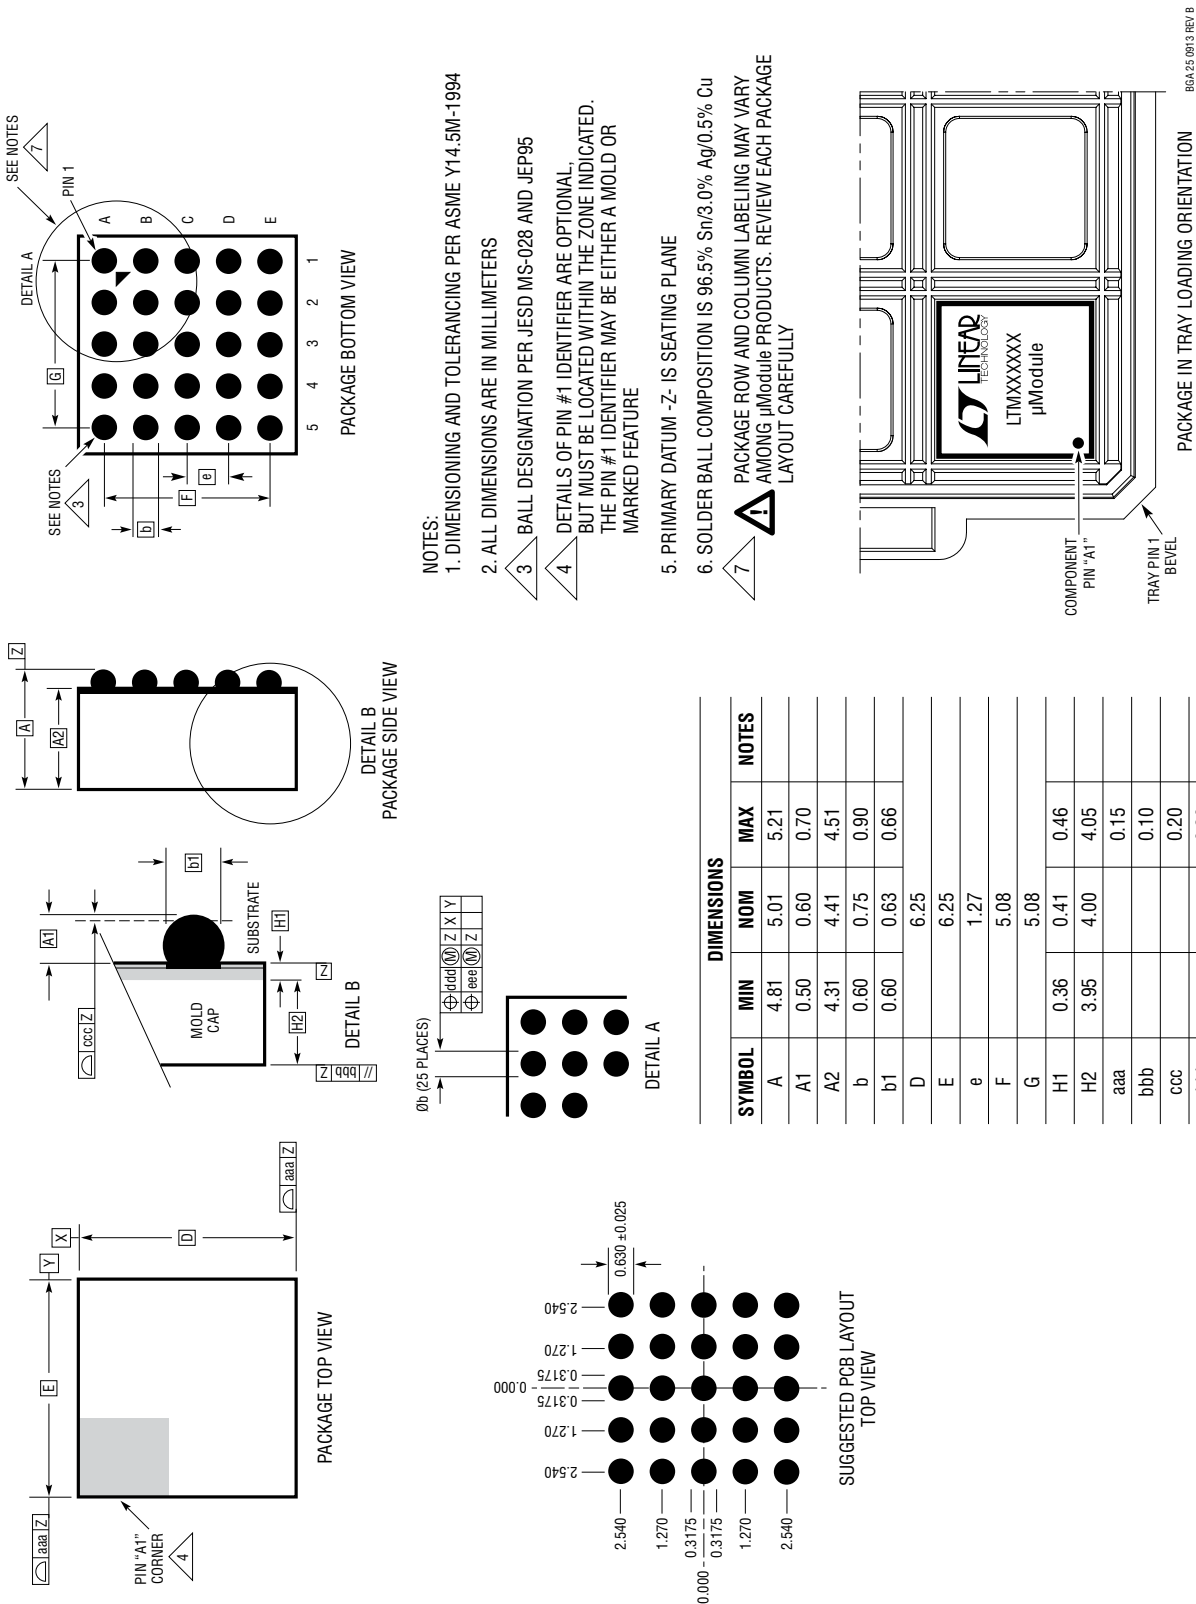 aaa Z
E
Y
X
D
aaa Z
PIN "A1"
CORNER
4
PACKAGE TOP VIEW
ccc Z
A1
b1
MOLD
CAP
SUBSTRATE
H1
H2
Z
// bbb Z
DETAIL B
A
A2
Z
DETAIL B
PACKAGE SIDE VIEW
SEE NOTES
3
b
F
e
G
DETAIL A
SEE NOTES
7
PIN 1
A
B
C
D
E
5
4
3
2
1
PACKAGE BOTTOM VIEW
2.540
1.270
0.3175
0.000
0.3175
1.270
2.540
0.630 ±0.025
2.540
1.270
0.3175
0.000
0.3175
1.270
2.540
SUGGESTED PCB LAYOUT
TOP VIEW
Øb (25 PLACES)
ddd M Z X Y
eee M Z
DETAIL A
NOTES:
1. DIMENSIONING AND TOLERANCING PER ASME Y14.5M-1994
2. ALL DIMENSIONS ARE IN MILLIMETERS
3 BALL DESIGNATION PER JESD MS-028 AND JEP95
4 DETAILS OF PIN #1 IDENTIFIER ARE OPTIONAL,
BUT MUST BE LOCATED WITHIN THE ZONE INDICATED.
THE PIN #1 IDENTIFIER MAY BE EITHER A MOLD OR
MARKED FEATURE
5. PRIMARY DATUM -Z- IS SEATING PLANE
6. SOLDER BALL COMPOSITION IS 96.5% Sn/3.0% Ag/0.5% Cu
7 ! PACKAGE ROW AND COLUMN LABELING MAY VARY
AMONG µModule PRODUCTS. REVIEW EACH PACKAGE
LAYOUT CAREFULLY
DIMENSIONS
SYMBOL MIN NOM MAX NOTES
A 4.81 5.01 5.21
A1 0.50 0.60 0.70
A2 4.31 4.41 4.51
b 0.60 0.75 0.90
b1 0.60 0.63 0.66
D 6.25
E 6.25
e 1.27
F 5.08
G 5.08
H1 0.36 0.41 0.46
H2 3.95 4.00 4.05
aaa 0.15
bbb 0.10
ccc 0.20
LT LINEAR
TECHNOLOGY
LTMXXXXXX
µModule
COMPONENT
PIN "A1"
TRAY PIN 1
BEVEL
PACKAGE IN TRAY LOADING ORIENTATION
BGA 25 0913 REV B